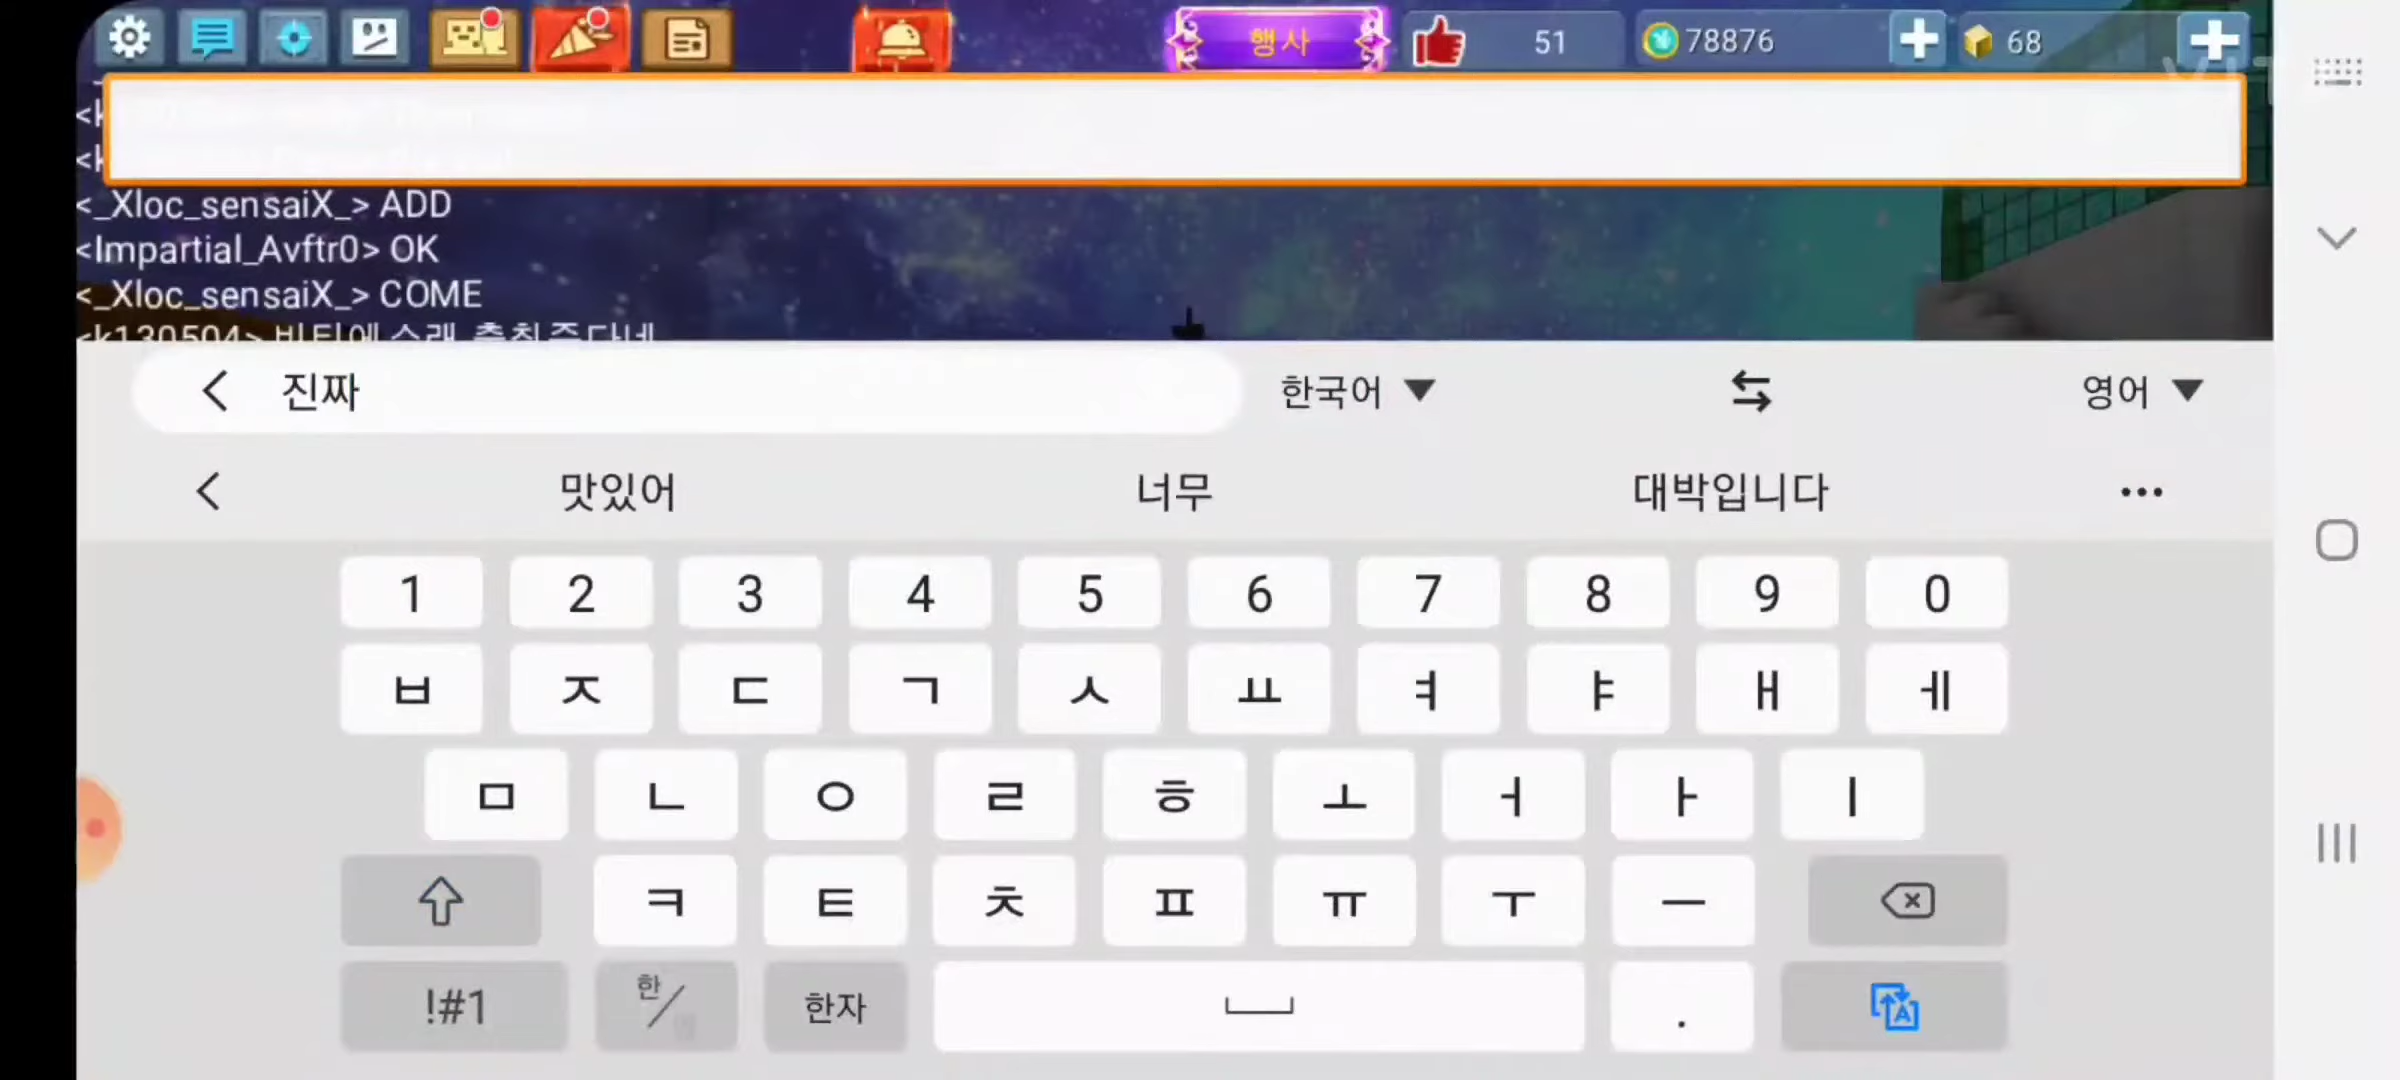 행사
51
78876
68
<_Xloc_sensaiX_> ADD
<Impartial_Avftr0> OK
<_Xloc_sensaiX_> COME
<k130504>
진짜
한국어
영어
맛있어
너무
대박입니다
1 2 3 4 5 6 7 8 9 0
ㅂ ㅈ ㄷ ㄱ ㅅ ㅛ ㅕ ㅑ ㅐ ㅔ
ㅁ ㄴ ㅇ ㄹ ㅎ ㅗ ㅓ ㅏ ㅣ
ㅋ ㅌ ㅊ ㅍ ㅠ ㅜ ㅡ
!#1
한/
한자
.